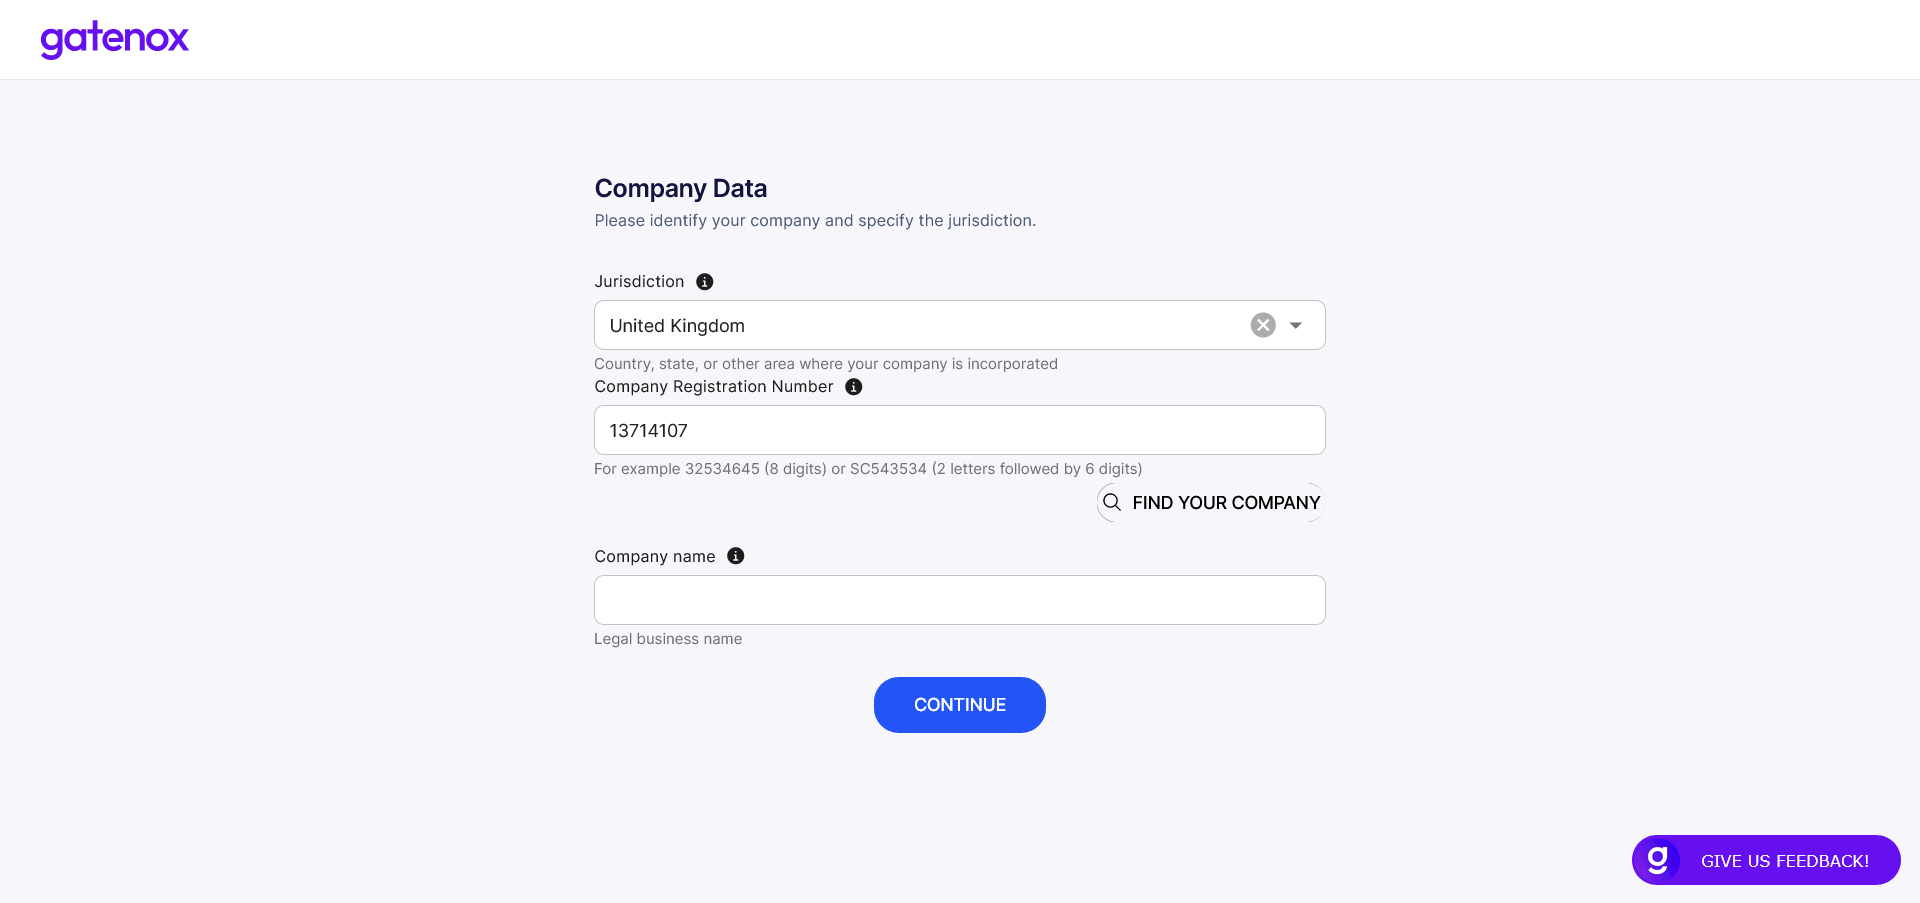 gatenox
Company Data
Please identify your company and specify the jurisdiction.
Jurisdiction
United Kingdom
Country, state, or other area where your company is incorporated
Company Registration Number
13714107
For example 32534645 (8 digits) or SC543534 (2 letters followed by 6 digits)
FIND YOUR COMPANY
Company name
Legal business name
CONTINUE
g GIVE US FEEDBACK!